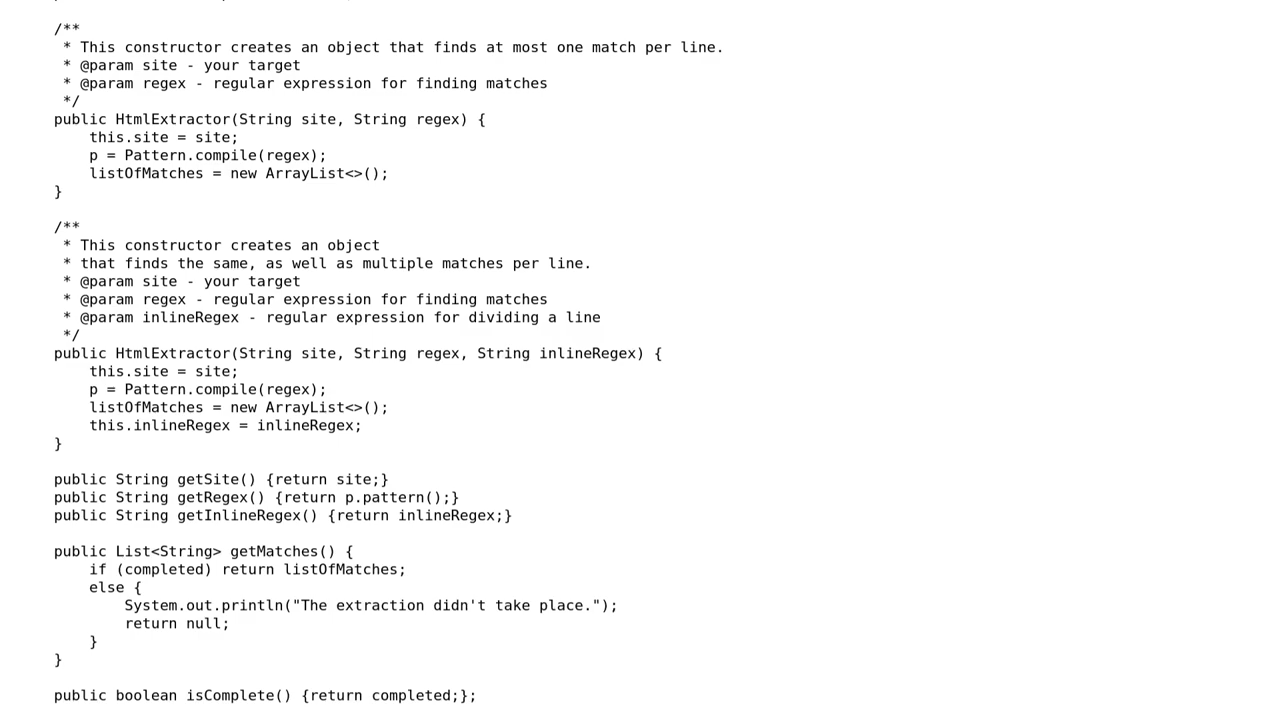 /**
 * This constructor creates an object that finds at most one match per line.
 * @param site - your target
 * @param regex - regular expression for finding matches
 */
public HtmlExtractor(String site, String regex) {
    this.site = site;
    p = Pattern.compile(regex);
    listOfMatches = new ArrayList<>();
}

/**
 * This constructor creates an object
 * that finds the same, as well as multiple matches per line.
 * @param site - your target
 * @param regex - regular expression for finding matches
 * @param inlineRegex - regular expression for dividing a line
 */
public HtmlExtractor(String site, String regex, String inlineRegex) {
    this.site = site;
    p = Pattern.compile(regex);
    listOfMatches = new ArrayList<>();
    this.inlineRegex = inlineRegex;
}

public String getSite() {return site;}
public String getRegex() {return p.pattern();}
public String getInlineRegex() {return inlineRegex;}

public List<String> getMatches() {
    if (completed) return listOfMatches;
    else {
        System.out.println("The extraction didn't take place.");
        return null;
    }
}

public boolean isComplete() {return completed;};